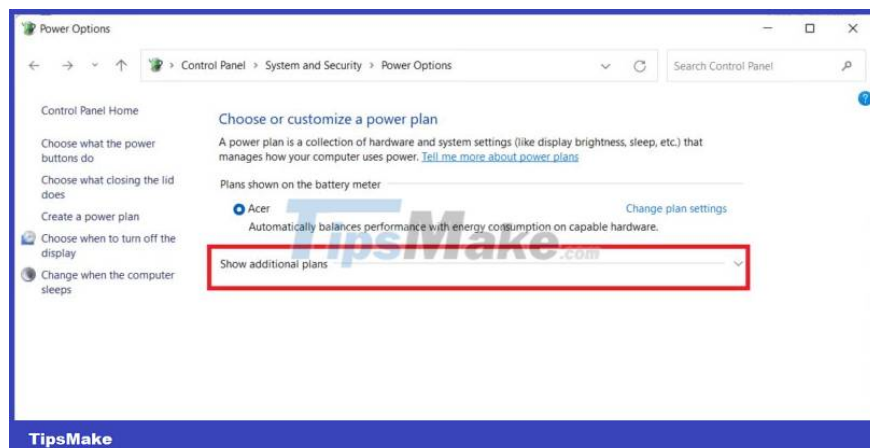 Power Options
Control Panel > System and Security > Power Options
Search Control Panel
Control Panel Home
Choose what the power
buttons do
Choose what closing the lid
does
Create a power plan
Choose when to turn off the
display
Change when the computer
sleeps
?
Choose or customize a power plan
A power plan is a collection of hardware and system settings (like display brightness, sleep, etc.) that
manages how your computer uses power. Tell me more about power plans
Plans shown on the battery meter
Acer
Change plan settings
Automatically balances performance with energy consumption on capable hardware.
TipsMake.com
Show additional plans
TipsMake